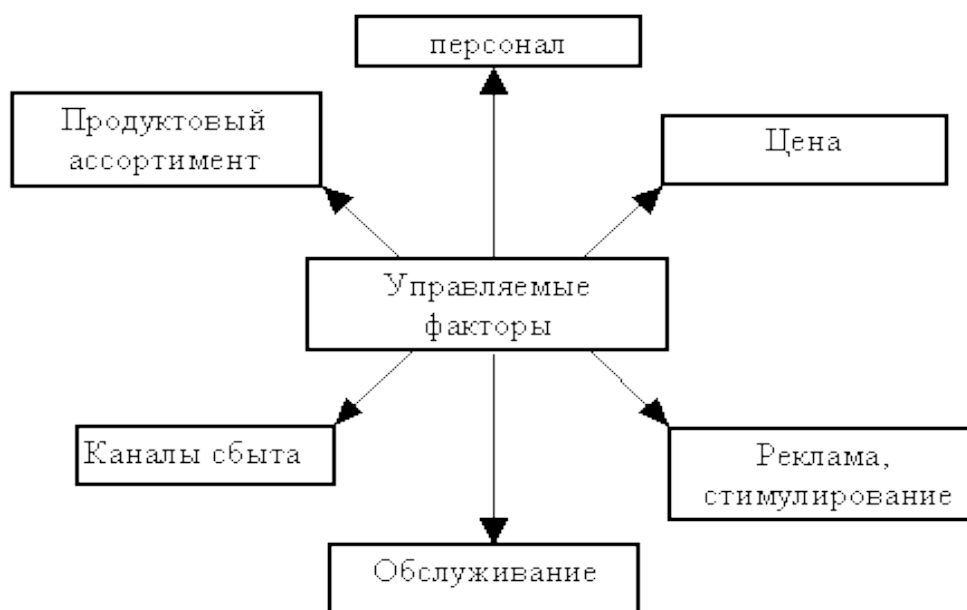 персонал
Продуктовый
ассортимент
Цена
Управляемые
факторы
Каналы сбыта
Реклама,
стимулирование
Обслуживание